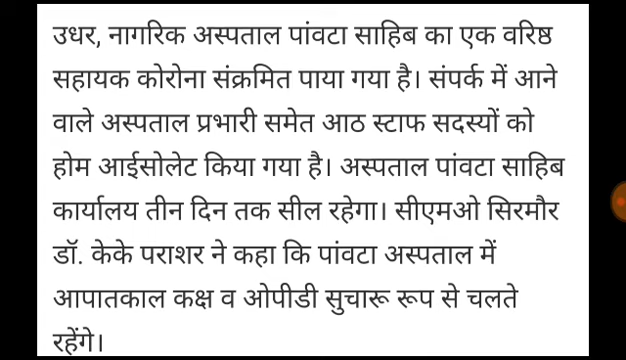 उधर, नागरिक अस्पताल पांवटा साहिब का एक वरिष्ठ
सहायक कोरोना संक्रमित पाया गया है। संपर्क में आने
वाले अस्पताल प्रभारी समेत आठ स्टाफ सदस्यों को
होम आईसोलेट किया गया है। अस्पताल पांवटा साहिब
कार्यालय तीन दिन तक सील रहेगा। सीएमओ सिरमौर
डॉ. केके पराशर ने कहा कि पांवटा अस्पताल में
आपातकाल कक्ष व ओपीडी सुचारू रूप से चलते
रहेंगे।